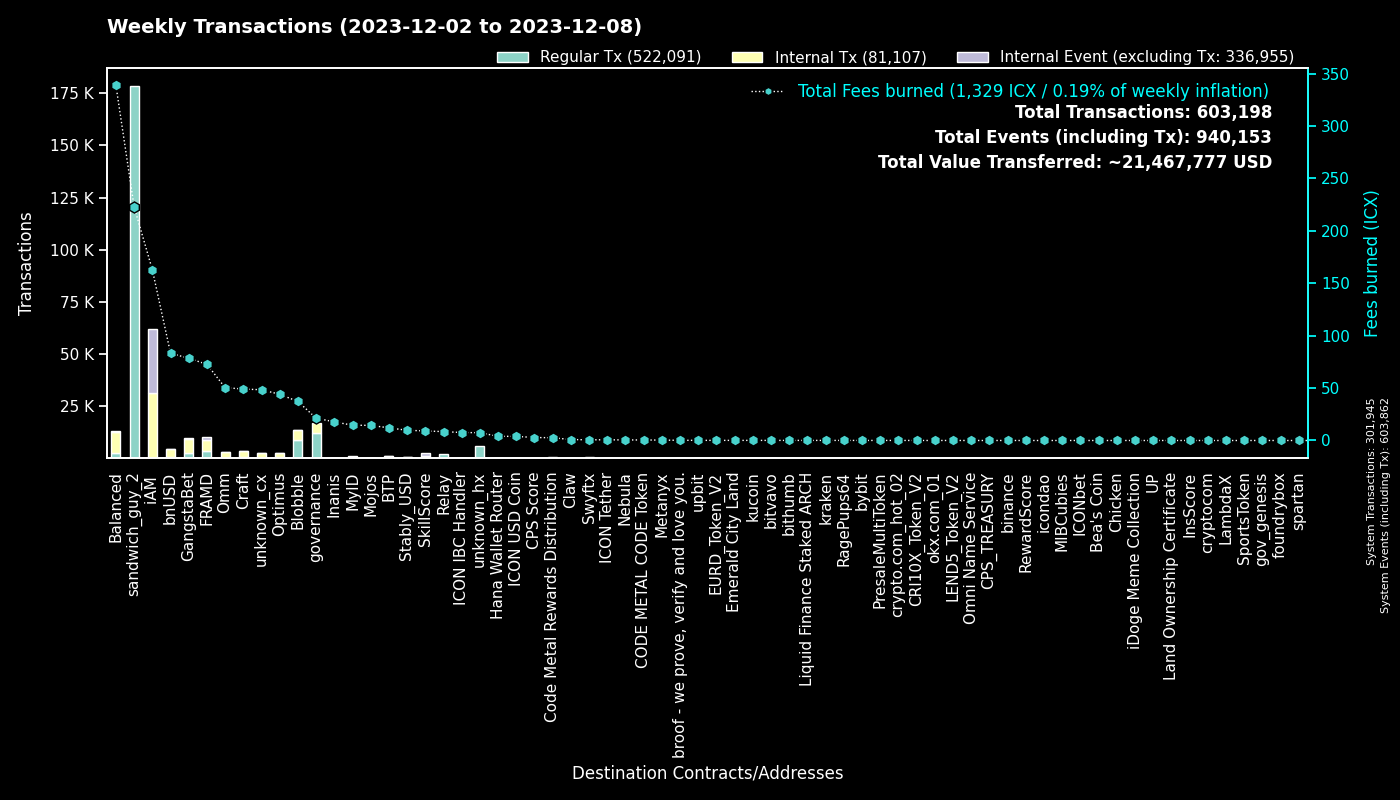 Weekly Transactions (2023-12-02 to 2023-12-08)
Regular Tx (522,091)
Internal Tx (81,107)
Internal Event (excluding Tx: 336,955)
Total Fees burned (1,329 ICX / 0.19% of weekly inflation)
Total Transactions: 603,198
Total Events (including Tx): 940,153
Total Value Transferred: ~21,467,777 USD
Transactions
175 K
150 K
125 K
100 K
75 K
50 K
25 K
350
300
250
200
150
100
50
0
Fees burned (ICX)
System Transactions: 301,945
System Events (including Tx): 603,862
Balanced
sandwich_guy_2
iAM
bnUSD
GangstaBet
FRAMD
Omm
Craft
unknown_cx
Optimus
Blobble
governance
Inanis
MyID
Mojos
BTP
Stably_USD
SkillScore
Relay
ICON IBC Handler
unknown_hx
Hana Wallet Router
ICON USD Coin
CPS Score
Code Metal Rewards Distribution
Claw
Swyftx
ICON Tether
Nebula
CODE METAL CODE Token
Metanyx
broof - we prove, verify and love you.
upbit
EURD_Token_V2
Emerald City Land
kucoin
bitvavo
bithumb
Liquid Finance Staked ARCH
kraken
RagePups64
bybit
PresaleMultiToken
crypto.com_hot_02
CRI10X_Token_V2
okx.com_01
LEND5_Token_V2
Omni Name Service
CPS_TREASURY
binance
RewardScore
icondao
MIBCubies
ICONbet
Bea's Coin
Chicken
iDoge Meme Collection
UP
Land Ownership Certificate
InsScore
cryptocom
LambdaX
SportsToken
gov_genesis
foundrybox
spartan
Destination Contracts/Addresses